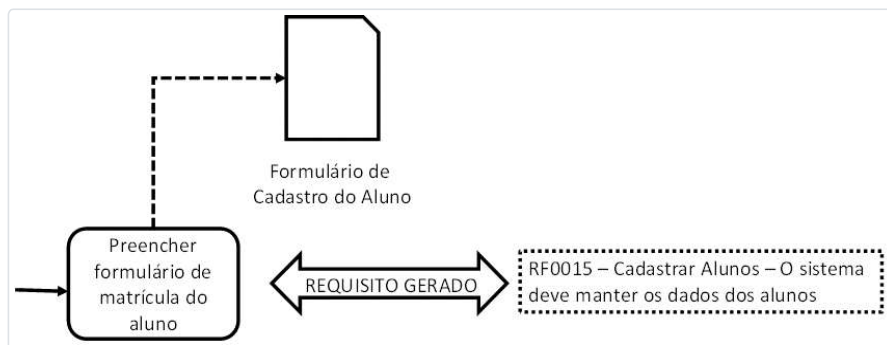 Formulário de
Cadastro do Aluno
Preencher
formulário de
matrícula do
aluno
REQUISITO GERADO
RF0015 – Cadastrar Alunos – O sistema
deve manter os dados dos alunos